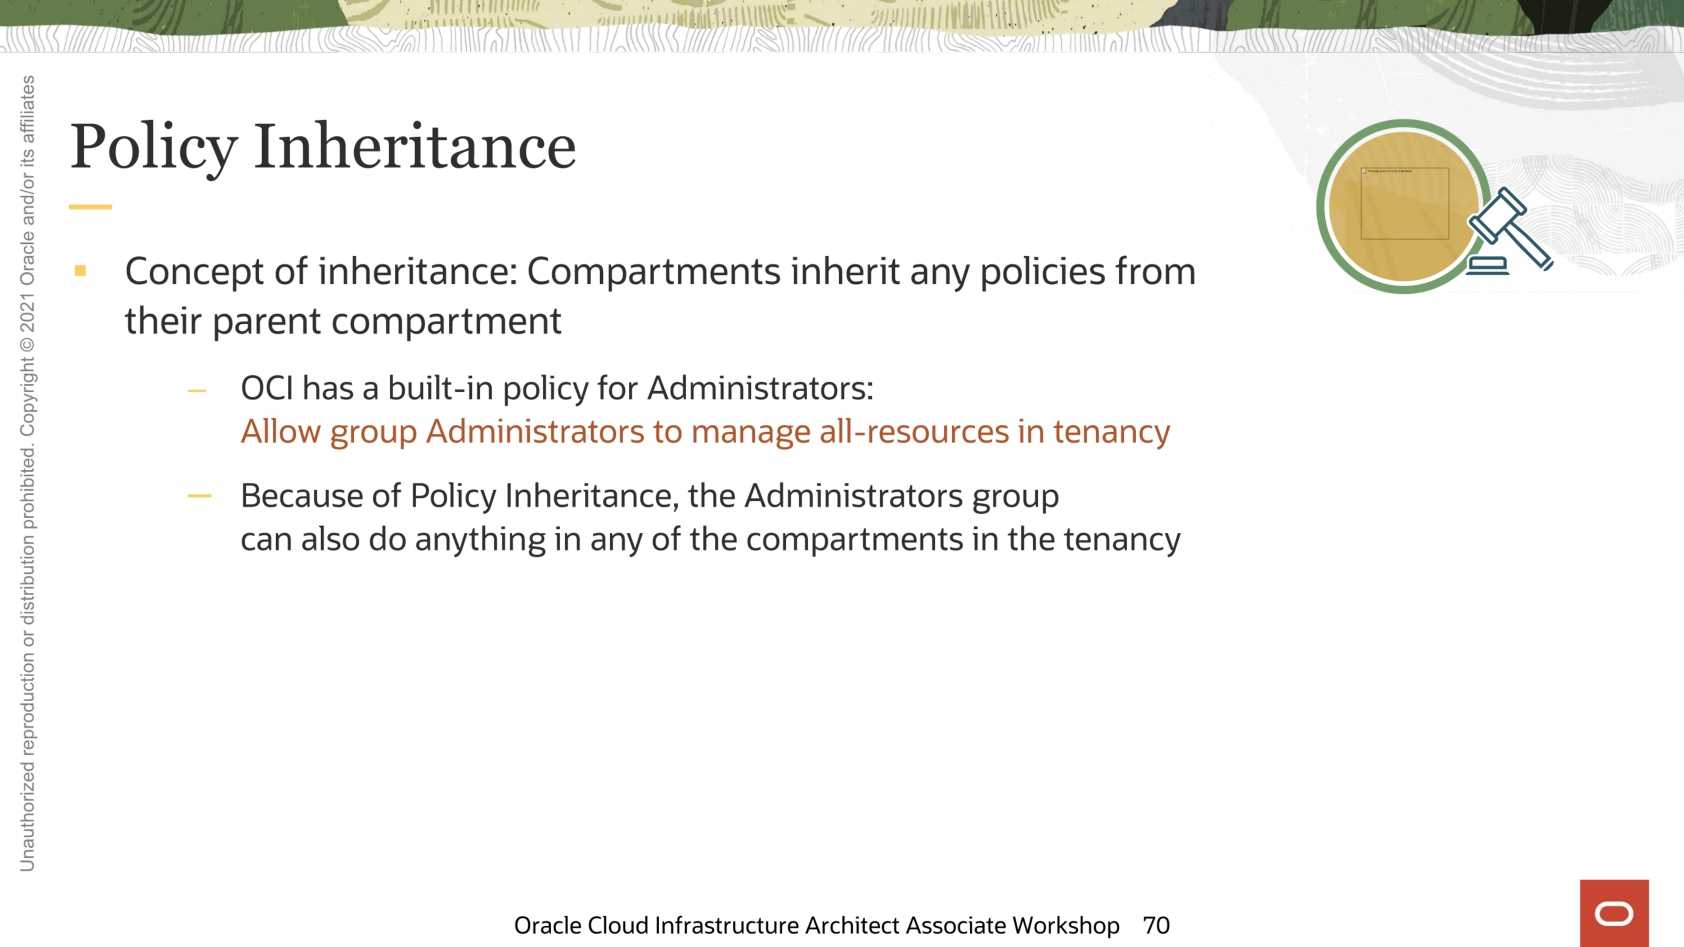 Policy Inheritance
Concept of inheritance: Compartments inherit any policies from
their parent compartment
OCI has a built-in policy for Administrators:
Allow group Administrators to manage all-resources in tenancy
Because of Policy Inheritance, the Administrators group
can also do anything in any of the compartments in the tenancy
Unauthorized reproduction or distribution prohibited. Copyright © 2021 Oracle and/or its affiliates
Oracle Cloud Infrastructure Architect Associate Workshop 70